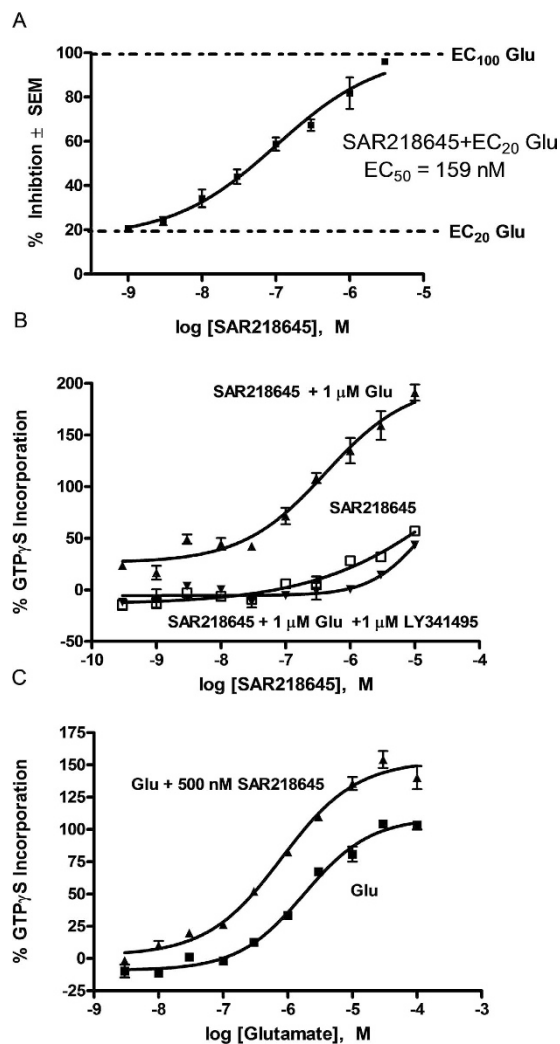 A
100
80
60
40
20
0
% Inhibtion ± SEM
EC100 Glu
SAR218645+EC20 Glu
EC50 = 159 nM
EC20 Glu
-9 -8 -7 -6 -5
log [SAR218645], M
B
200
150
100
50
0
-50
% GTPγS Incorporation
SAR218645 + 1 μM Glu
SAR218645
SAR218645 + 1 μM Glu +1 μM LY341495
-10 -9 -8 -7 -6 -5 -4
log [SAR218645], M
C
175
150
125
100
75
50
25
0
-25
% GTPγS Incorporation
Glu + 500 nM SAR218645
Glu
-9 -8 -7 -6 -5 -4 -3
log [Glutamate], M